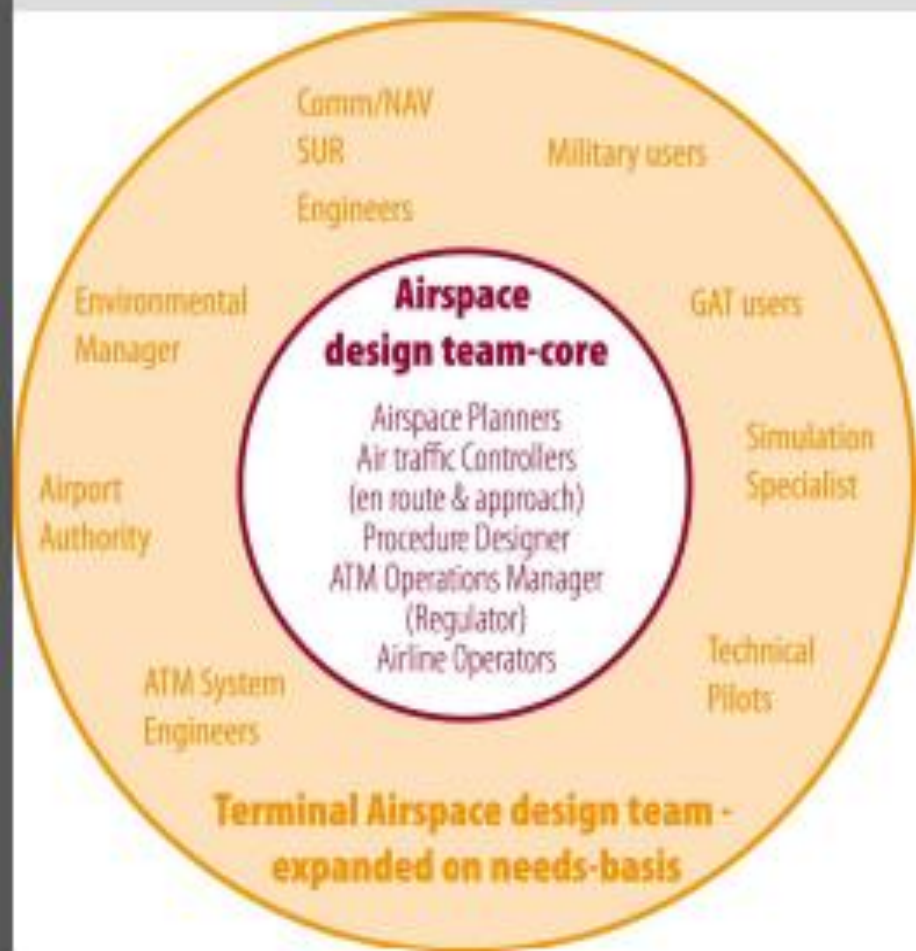 Comm/NAV
SUR
Engineers
Military users
Environmental
Manager
GAT users
Airspace
design team-core
Airspace Planners
Air traffic Controllers
(en route & approach)
Procedure Designer
ATM Operations Manager
(Regulator)
Airline Operators
Simulation
Specialist
Airport
Authority
Technical
Pilots
ATM System
Engineers
Terminal Airspace design team -
expanded on needs-basis